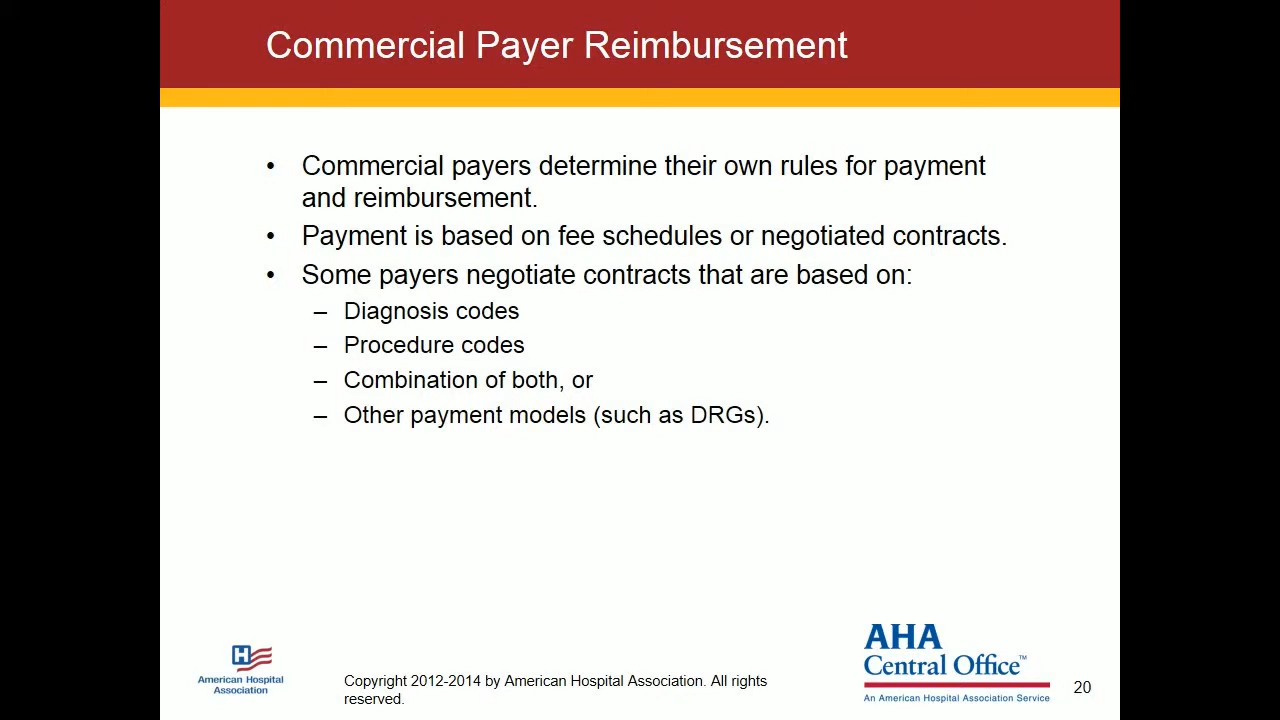 Commercial Payer Reimbursement
• Commercial payers determine their own rules for payment
and reimbursement.
• Payment is based on fee schedules or negotiated contracts.
• Some payers negotiate contracts that are based on:
– Diagnosis codes
– Procedure codes
– Combination of both, or
– Other payment models (such as DRGs).
H
American Hospital
Association
Copyright 2012-2014 by American Hospital Association. All rights
reserved.
AHA
Central Office™
An American Hospital Association Service
20